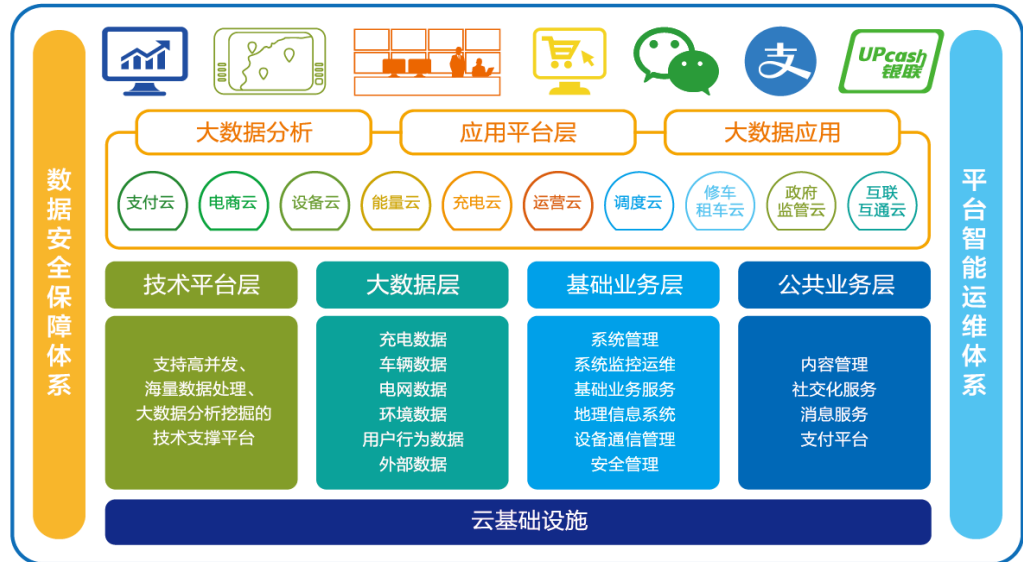 UPcash
银联
支
大数据分析
应用平台层
大数据应用
数据安全保障体系
平台智能运维体系
支付云
电商云
设备云
能量云
充电云
运营云
调度云
修车
租车云
政府
监管云
互联
互通云
技术平台层
大数据层
基础业务层
公共业务层
支持高并发、
海量数据处理、
大数据分析挖掘的
技术支撑平台
充电数据
车辆数据
电网数据
环境数据
用户行为数据
外部数据
系统管理
系统监控运维
基础业务服务
地理信息系统
设备通信管理
安全管理
内容管理
社交化服务
消息服务
支付平台
云基础设施